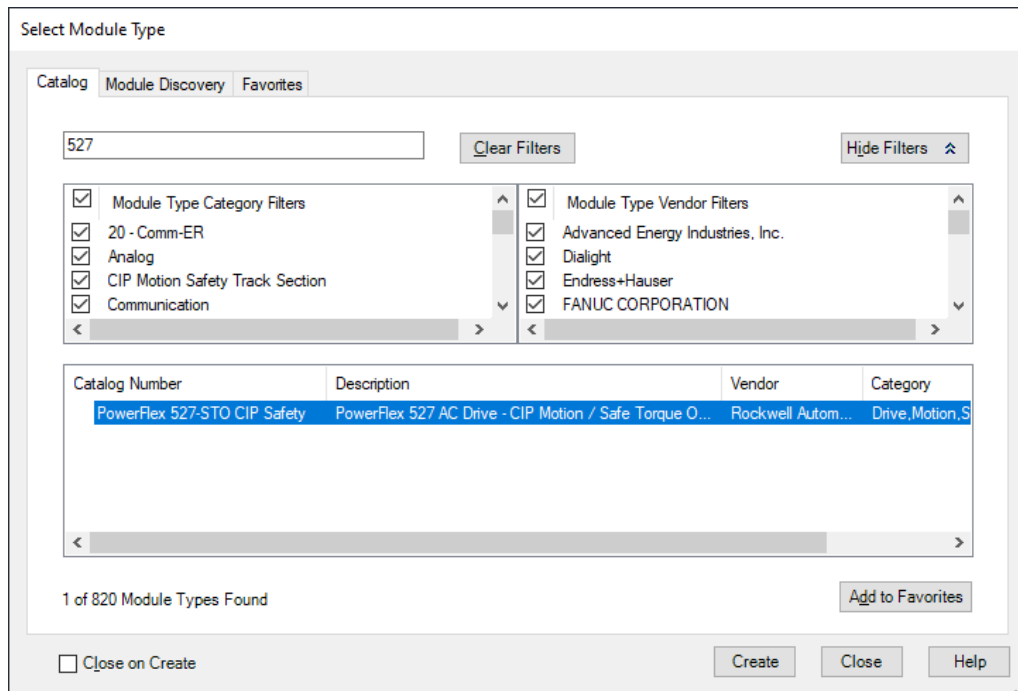 Select Module Type
Catalog Module Discovery Favorites
527 Clear Filters Hide Filters
Module Type Category Filters
20 - Comm-ER
Analog
CIP Motion Safety Track Section
Communication
Module Type Vendor Filters
Advanced Energy Industries, Inc.
Dialight
Endress+Hauser
FANUC CORPORATION
Catalog Number Description Vendor Category
PowerFlex 527-STO CIP Safety PowerFlex 527 AC Drive - CIP Motion / Safe Torque O... Rockwell Autom... Drive,Motion,S
1 of 820 Module Types Found Add to Favorites
Close on Create Create Close Help